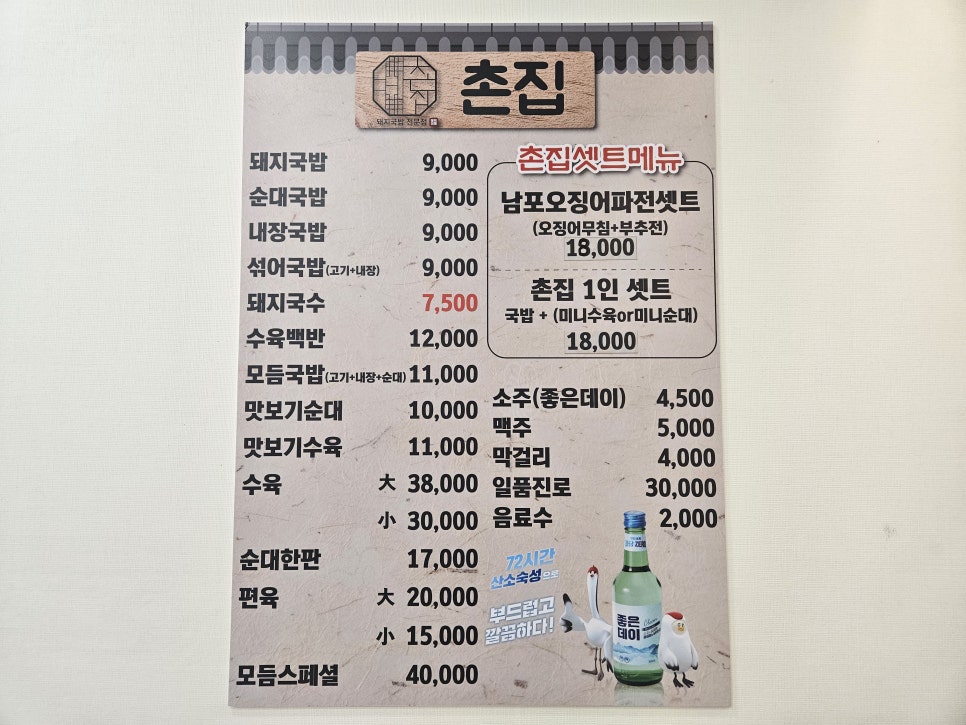 촌집
돼지국밥 전문점
촌집
돼지국밥 9,000
순대국밥 9,000
내장국밥 9,000
섞어국밥(고기+내장) 9,000
돼지국수 7,500
수육백반 12,000
모듬국밥(고기+내장+순대) 11,000
맛보기순대 10,000
맛보기수육 11,000
수육 大 38,000
小 30,000
순대한판 17,000
편육 大 20,000
小 15,000
모듬스페셜 40,000
촌집셋트메뉴
남포오징어파전셋트
(오징어무침+부추전)
18,000
촌집 1인 셋트
국밥 + (미니수육or미니순대)
18,000
소주(좋은데이) 4,500
맥주 5,000
막걸리 4,000
일품진로 30,000
음료수 2,000
72시간
산소숙성으로
부드럽고
깔끔하다!
좋은
데이